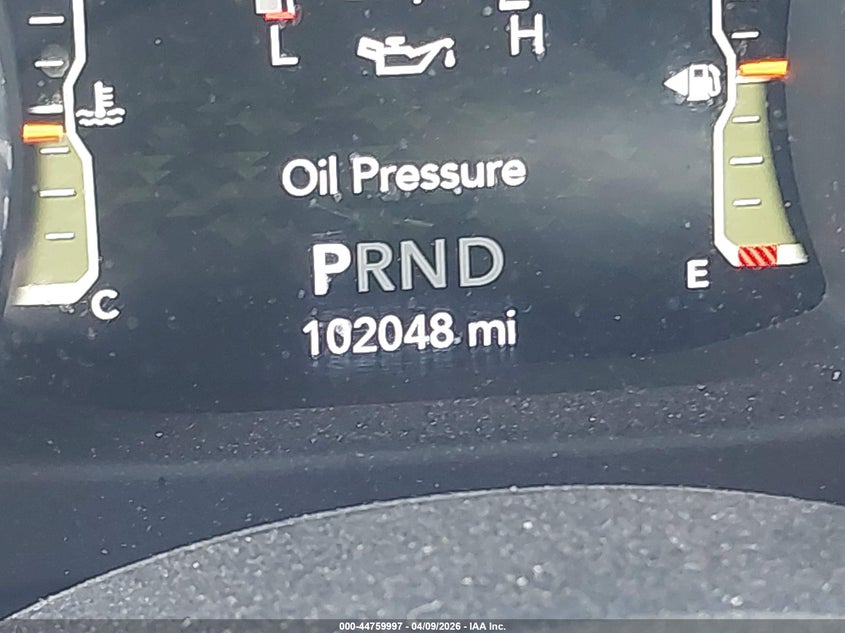 L H
Oil Pressure
PRND
C E
102048 mi
000-44759997 - 04/09/2026 - IAA Inc.